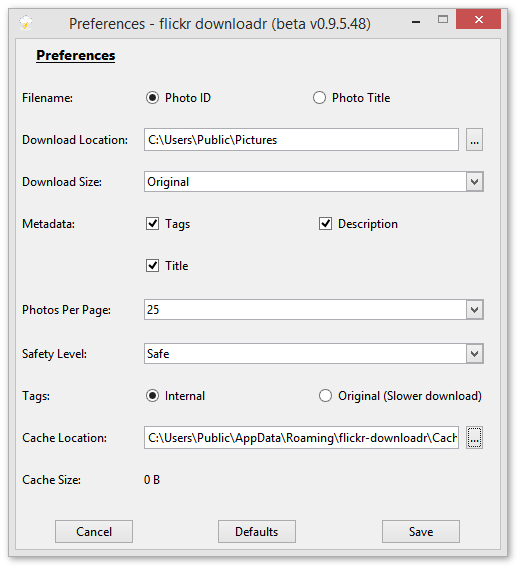 Preferences - flickr downloadr (beta v0.9.5.48)
Preferences
Filename: Photo ID Photo Title
Download Location: C:\Users\Public\Pictures ...
Download Size: Original
Metadata: Tags Description
Title
Photos Per Page: 25
Safety Level: Safe
Tags: Internal Original (Slower download)
Cache Location: C:\Users\Public\AppData\Roaming\flickr-downloadr\Cach ...
Cache Size: 0 B
Cancel Defaults Save